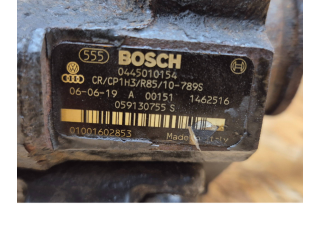 555 BOSCH
0445010154
CR/CP1H3/R85/10-789S
06-06-19 A 00151 1462516
059130755 S
01001602853 Made in Italy